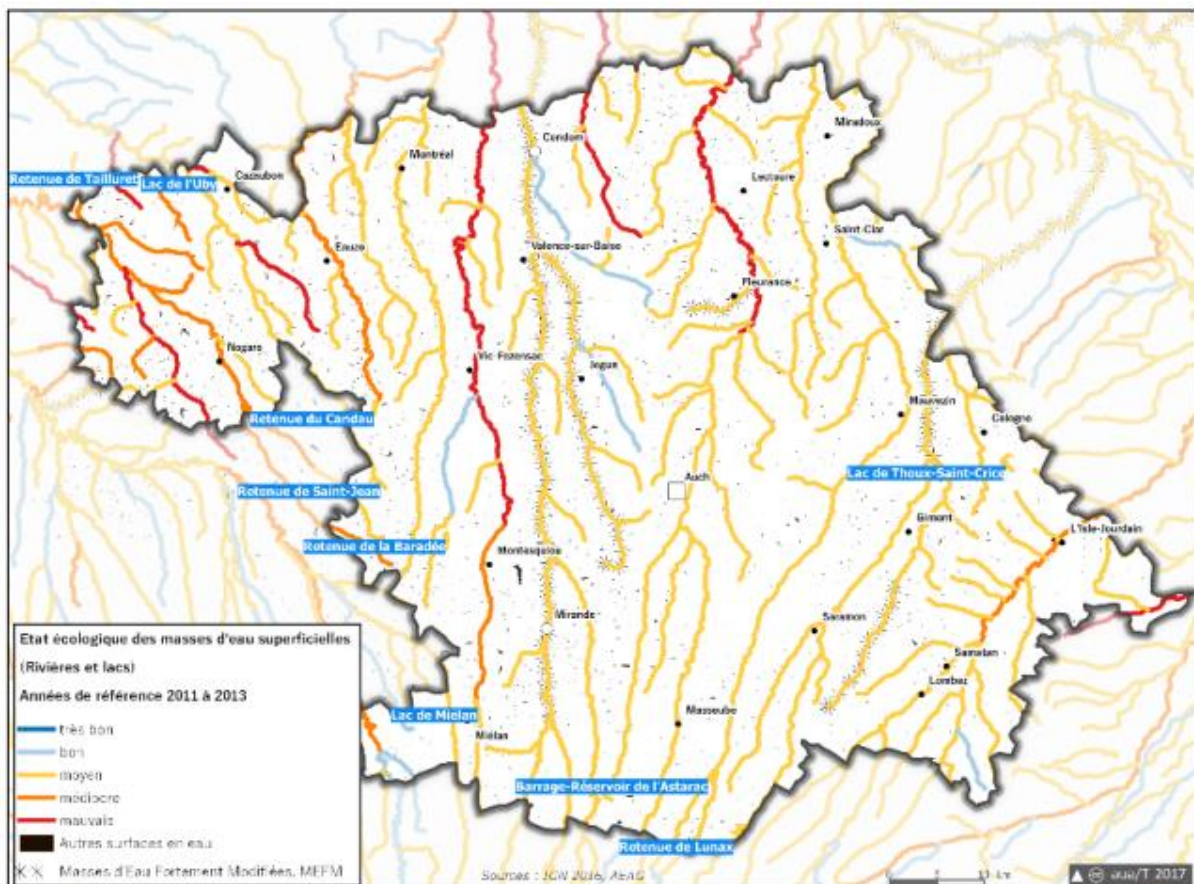 Miradoux
Condom
Montréal
Retenue de Tailluret
Lac de l'Uby
Cazaubon
Lectoure
Saint-Clar
Eauze
Valence-sur-Baïse
Fleurance
Nogaro
Vic-Fezensac
Jegun
Retenue du Candau
Mauvezin
Cologne
Lac de Thoux-Saint-Crice
Auch
Retenue de Saint-Jean
Gimont
L'Isle-Jourdain
Retenue de la Baradée
Montesquiou
Mirande
Saramon
Samatan
Lombez
Lac de Miélan
Miélan
Masseube
Barrage-Réservoir de l'Astarac
Retenue de Lunax
Etat écologique des masses d'eau superficielles
(Rivières et lacs)
Années de référence 2011 à 2013
très bon
bon
moyen
médiocre
mauvais
Autres surfaces en eau
Masses d'Eau Fortement Modifiées, MEFM
Sources : IGN 2016, AEAG
10 km
aua/T 2017